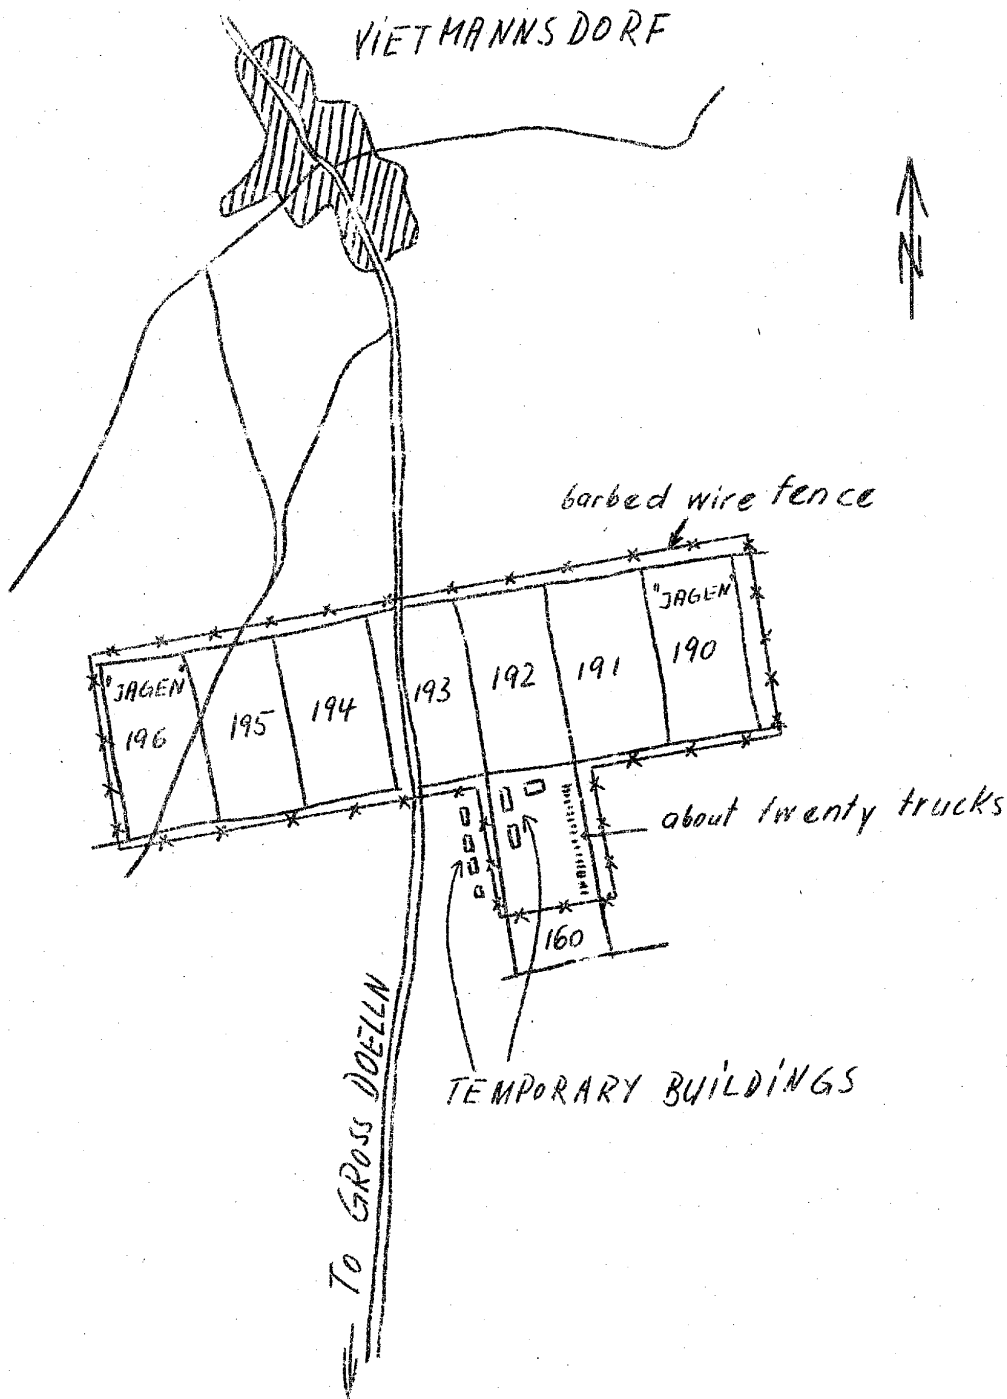 VIETMANNSDORF
N
barbed wire fence
"JAGEN"
190
191
192
193
194
195
"JAGEN"
196
about twenty trucks
160
TEMPORARY BUILDINGS
To GROSS DOELLN